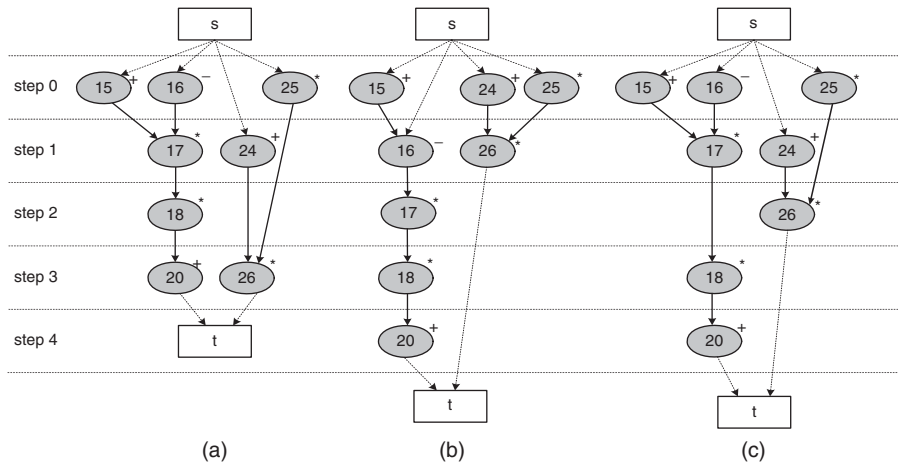 s s s
step 0 15 + 16 – 25 * 15 + 24 + 25 * 15 + 16 – 25 *
step 1 17 * 24 + 16 – 26 * 17 * 24 +
step 2 18 * 17 * 26 *
step 3 20 + 26 * 18 * 18 *
step 4 t 20 + 20 +
t t
(a) (b) (c)